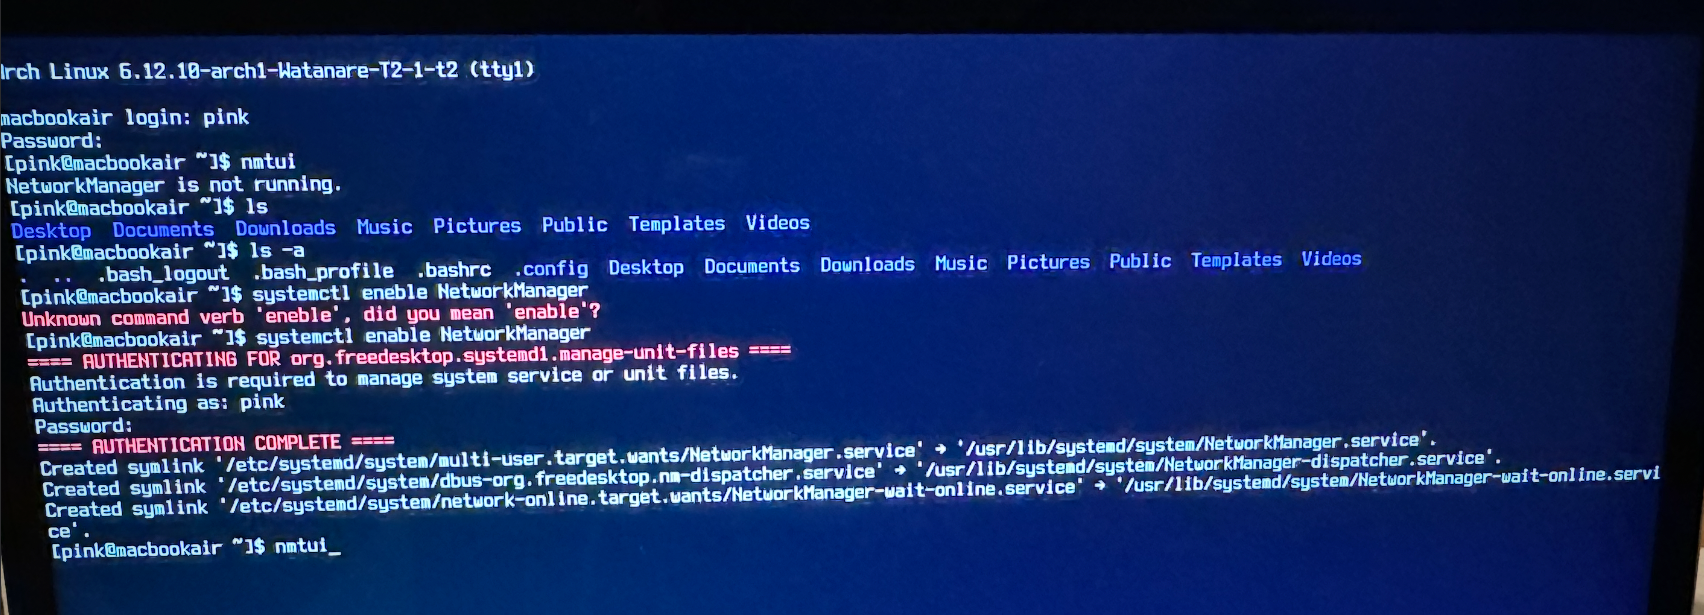 Arch Linux 6.12.10-arch1-Watanare-T2-1-t2 (tty1)
macbookair login: pink
Password:
[pink@macbookair ~]$ nmtui
NetworkManager is not running.
[pink@macbookair ~]$ ls
Desktop Documents Downloads Music Pictures Public Templates Videos
[pink@macbookair ~]$ ls -a
. .. .bash_logout .bash_profile .bashrc .config Desktop Documents Downloads Music Pictures Public Templates Videos
[pink@macbookair ~]$ systemctl eneble NetworkManager
Unknown command verb 'eneble', did you mean 'enable'?
[pink@macbookair ~]$ systemctl enable NetworkManager
==== AUTHENTICATING FOR org.freedesktop.systemd1.manage-unit-files ====
Authentication is required to manage system service or unit files.
Authenticating as: pink
Password:
==== AUTHENTICATION COMPLETE ====
Created symlink '/etc/systemd/system/multi-user.target.wants/NetworkManager.service' → '/usr/lib/systemd/system/NetworkManager.service'.
Created symlink '/etc/systemd/system/dbus-org.freedesktop.nm-dispatcher.service' → '/usr/lib/systemd/system/NetworkManager-dispatcher.service'.
Created symlink '/etc/systemd/system/network-online.target.wants/NetworkManager-wait-online.service' → '/usr/lib/systemd/system/NetworkManager-wait-online.servi
ce'.
[pink@macbookair ~]$ nmtui_